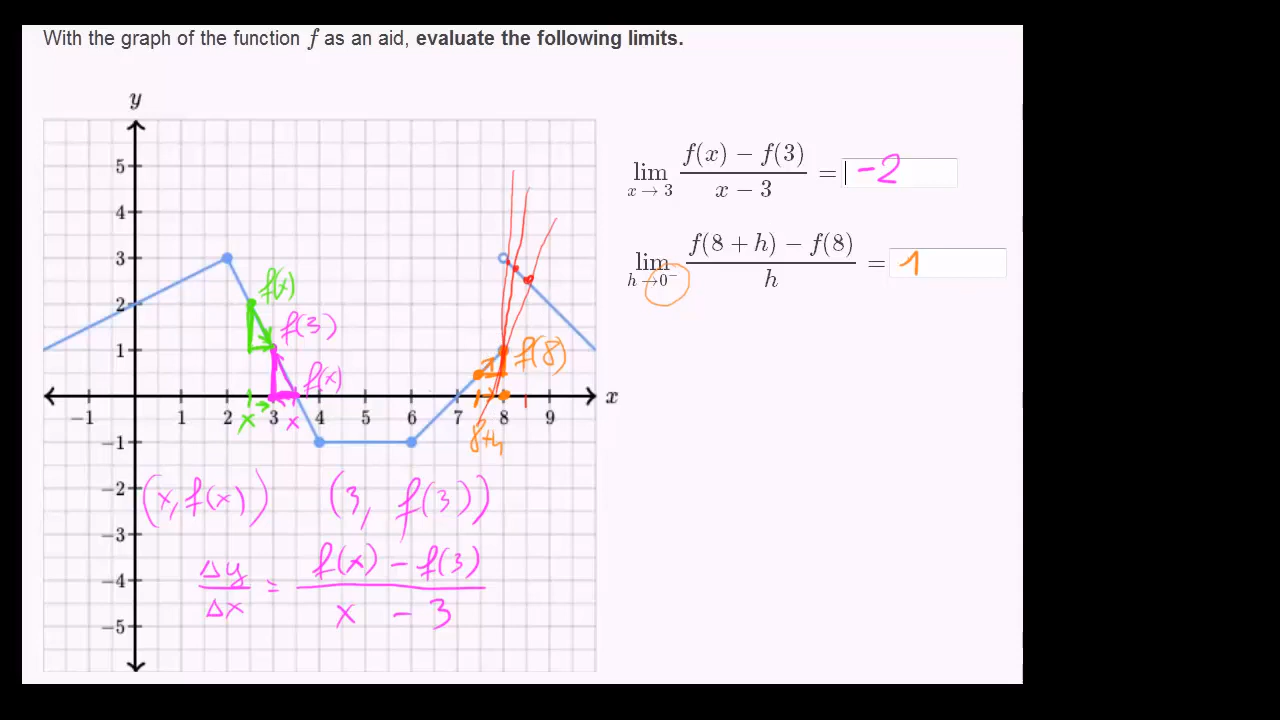 With the graph of the function f as an aid, evaluate the following limits.
y
5
4
3
2
1
−1 1 2 3 4 5 6 7 8 9 x
−1
−2
−3
−4
−5
f(x)
f(3)
f(x)
f(8)
x x
8+h
(x, f(x)) (3, f(3))
Δy/Δx = (f(x) − f(3))/(x − 3)
lim x → 3 (f(x) − f(3))/(x − 3) = -2
lim h → 0⁻ (f(8 + h) − f(8))/h = 1